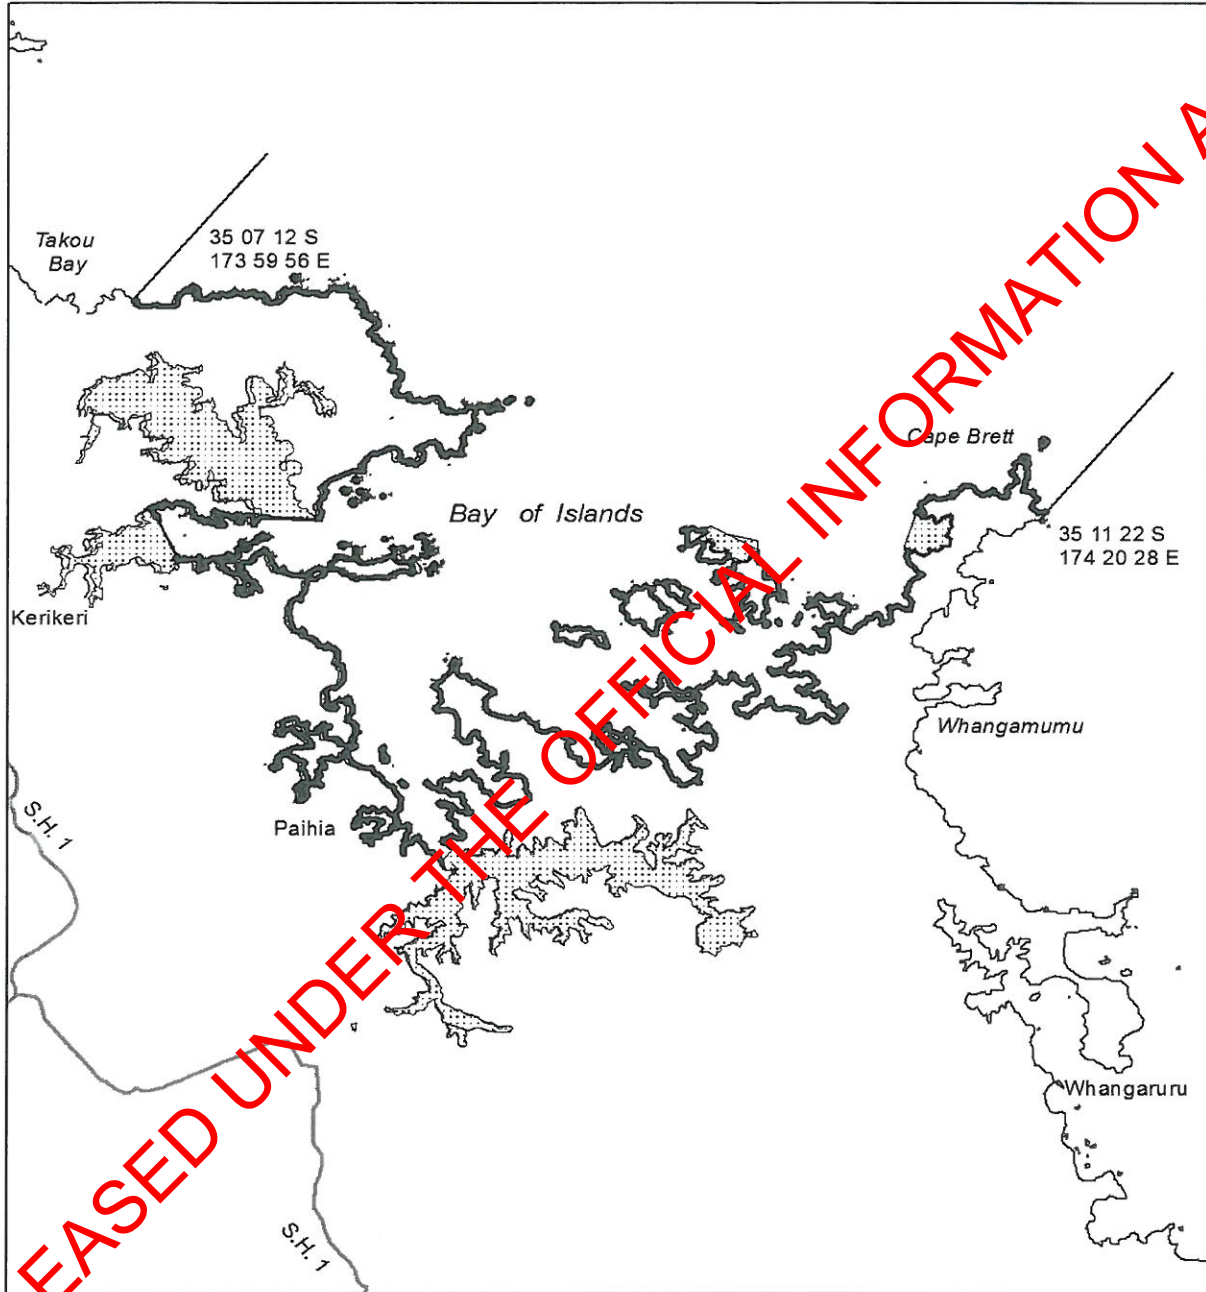 Takou
Bay
35 07 12 S
173 59 56 E
Cape Brett
Bay of Islands
35 11 22 S
174 20 28 E
Kerikeri
Whangamumu
S.H. 1
Paihia
Whangaruru
S.H. 1
EASED UNDER THE OFFICIAL INFORMATION A